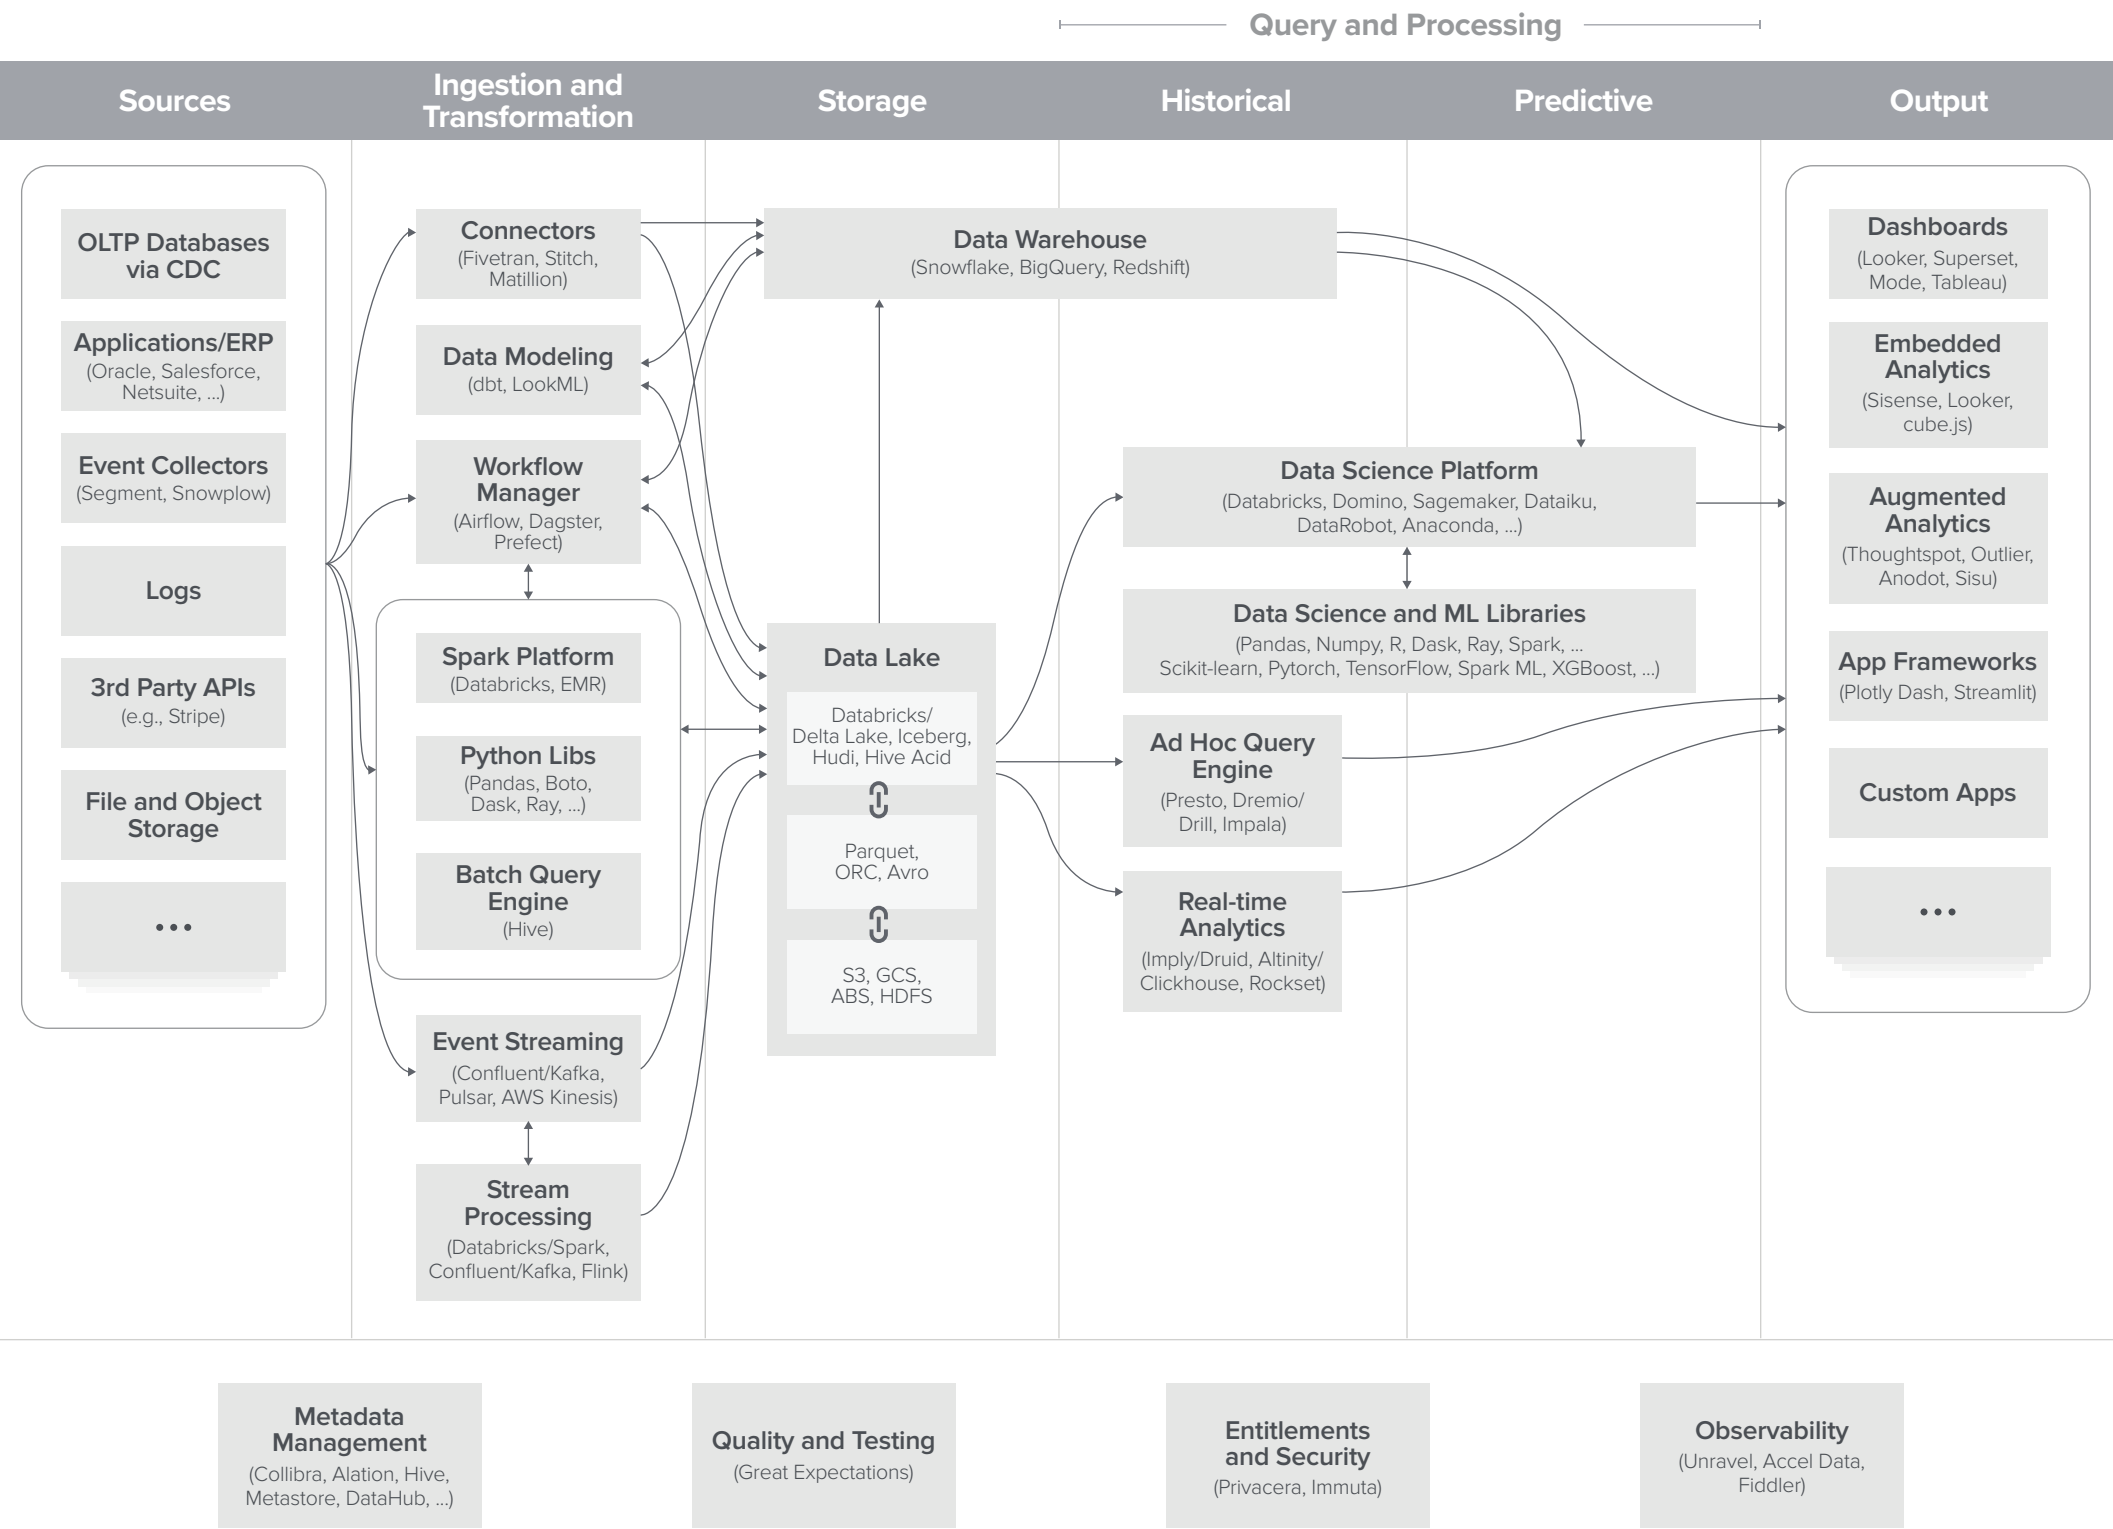 Query and Processing
Sources
Ingestion and
Transformation
Storage
Historical
Predictive
Output
OLTP Databases
via CDC
Applications/ERP
(Oracle, Salesforce,
Netsuite, ...)
Event Collectors
(Segment, Snowplow)
Logs
3rd Party APIs
(e.g., Stripe)
File and Object
Storage
...
Connectors
(Fivetran, Stitch,
Matillion)
Data Modeling
(dbt, LookML)
Workflow
Manager
(Airflow, Dagster,
Prefect)
Spark Platform
(Databricks, EMR)
Python Libs
(Pandas, Boto,
Dask, Ray, ...)
Batch Query
Engine
(Hive)
Event Streaming
(Confluent/Kafka,
Pulsar, AWS Kinesis)
Stream
Processing
(Databricks/Spark,
Confluent/Kafka, Flink)
Data Warehouse
(Snowflake, BigQuery, Redshift)
Data Lake
Databricks/
Delta Lake, Iceberg,
Hudi, Hive Acid
Parquet,
ORC, Avro
S3, GCS,
ABS, HDFS
Data Science Platform
(Databricks, Domino, Sagemaker, Dataiku,
DataRobot, Anaconda, ...)
Data Science and ML Libraries
(Pandas, Numpy, R, Dask, Ray, Spark, ...
Scikit-learn, Pytorch, TensorFlow, Spark ML, XGBoost, ...)
Ad Hoc Query
Engine
(Presto, Dremio/
Drill, Impala)
Real-time
Analytics
(Imply/Druid, Altinity/
Clickhouse, Rockset)
Dashboards
(Looker, Superset,
Mode, Tableau)
Embedded
Analytics
(Sisense, Looker,
cube.js)
Augmented
Analytics
(Thoughtspot, Outlier,
Anodot, Sisu)
App Frameworks
(Plotly Dash, Streamlit)
Custom Apps
...
Metadata
Management
(Collibra, Alation, Hive,
Metastore, DataHub, ...)
Quality and Testing
(Great Expectations)
Entitlements
and Security
(Privacera, Immuta)
Observability
(Unravel, Accel Data,
Fiddler)